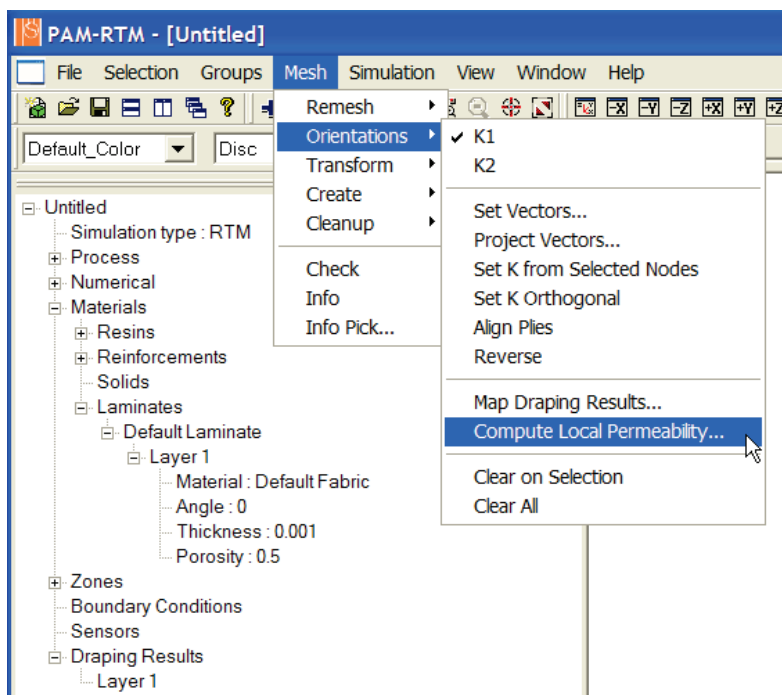 PAM-RTM - [Untitled]
File Selection Groups Mesh Simulation View Window Help
-X -Y -Z +X +Y +Z
Default_Color Disc
Remesh
Orientations
Transform
Create
Cleanup
Check
Info
Info Pick...
K1
K2
Set Vectors...
Project Vectors...
Set K from Selected Nodes
Set K Orthogonal
Align Plies
Reverse
Map Draping Results...
Compute Local Permeability...
Clear on Selection
Clear All
Untitled
Simulation type : RTM
Process
Numerical
Materials
Resins
Reinforcements
Solids
Laminates
Default Laminate
Layer 1
Material : Default Fabric
Angle : 0
Thickness : 0.001
Porosity : 0.5
Zones
Boundary Conditions
Sensors
Draping Results
Layer 1